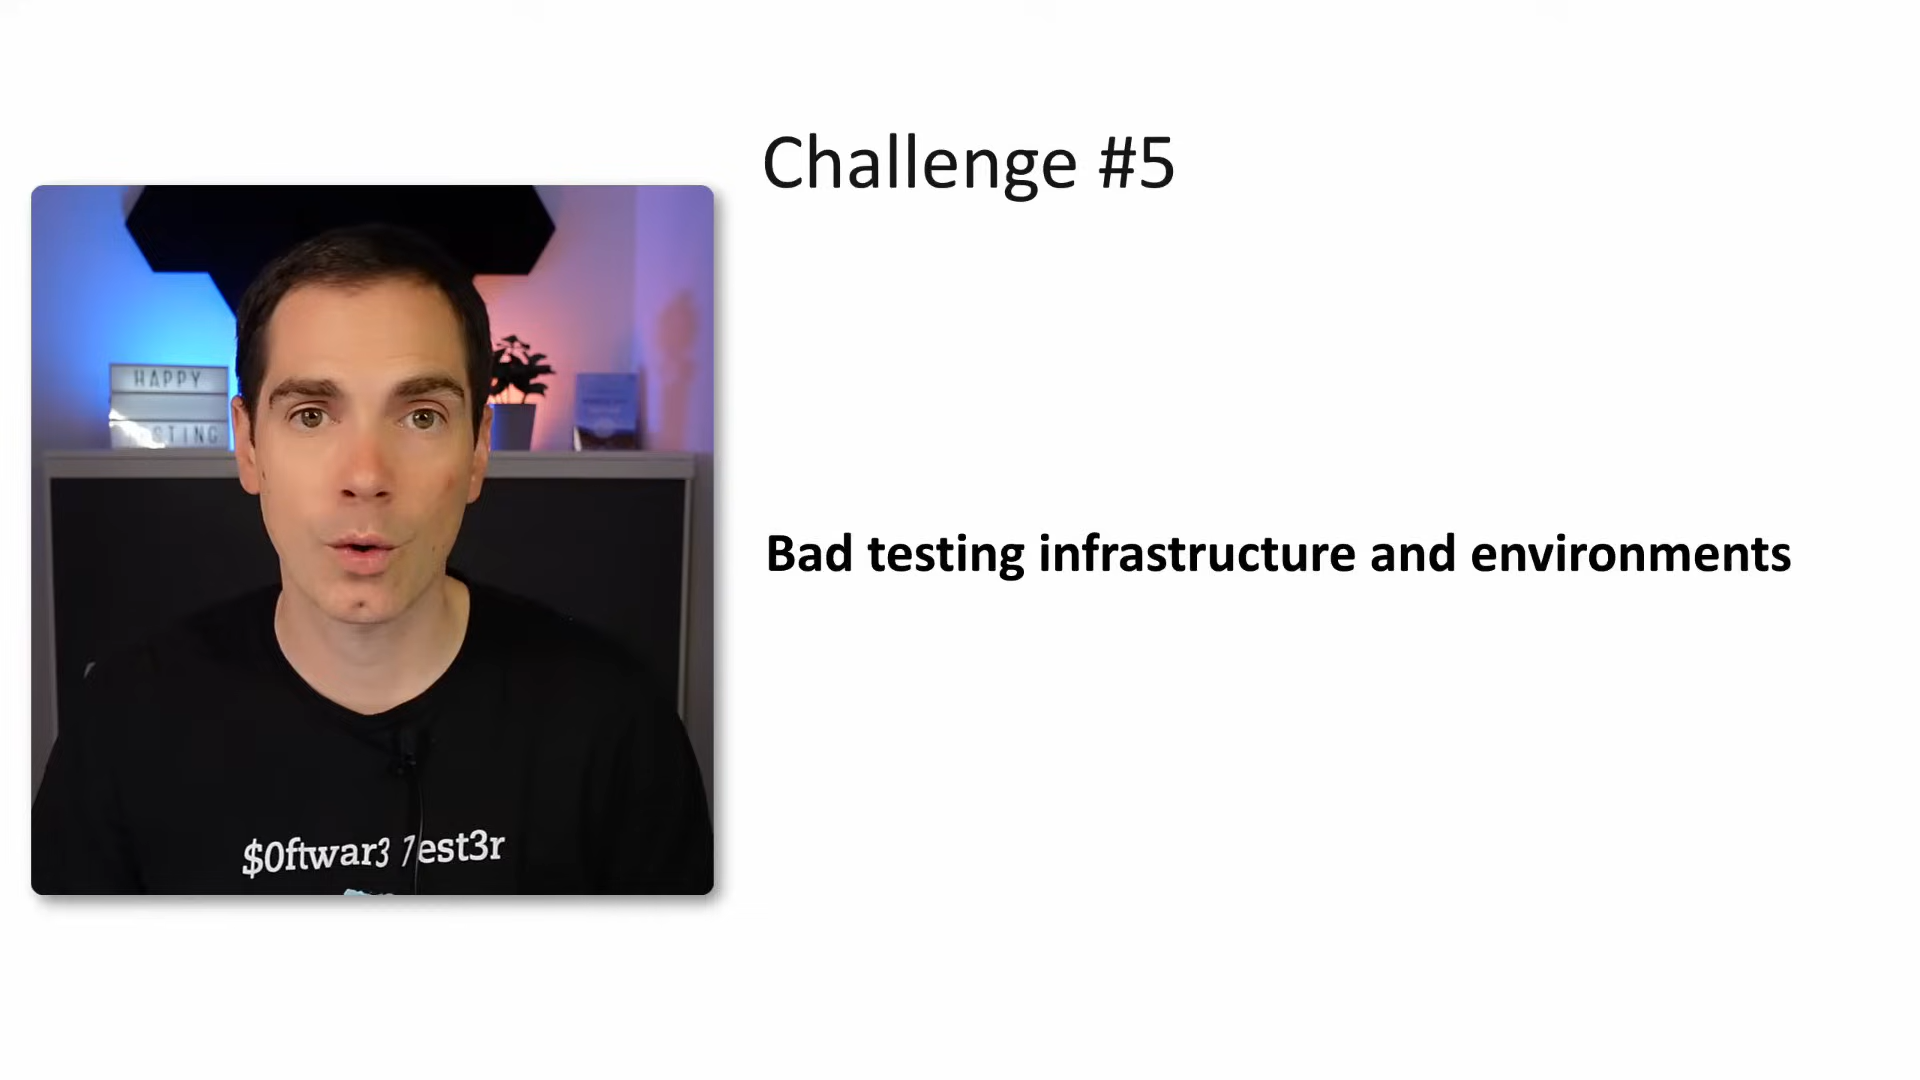 Challenge #5
HAPPY
Bad testing infrastructure and environments
$0ftwar3 7est3r